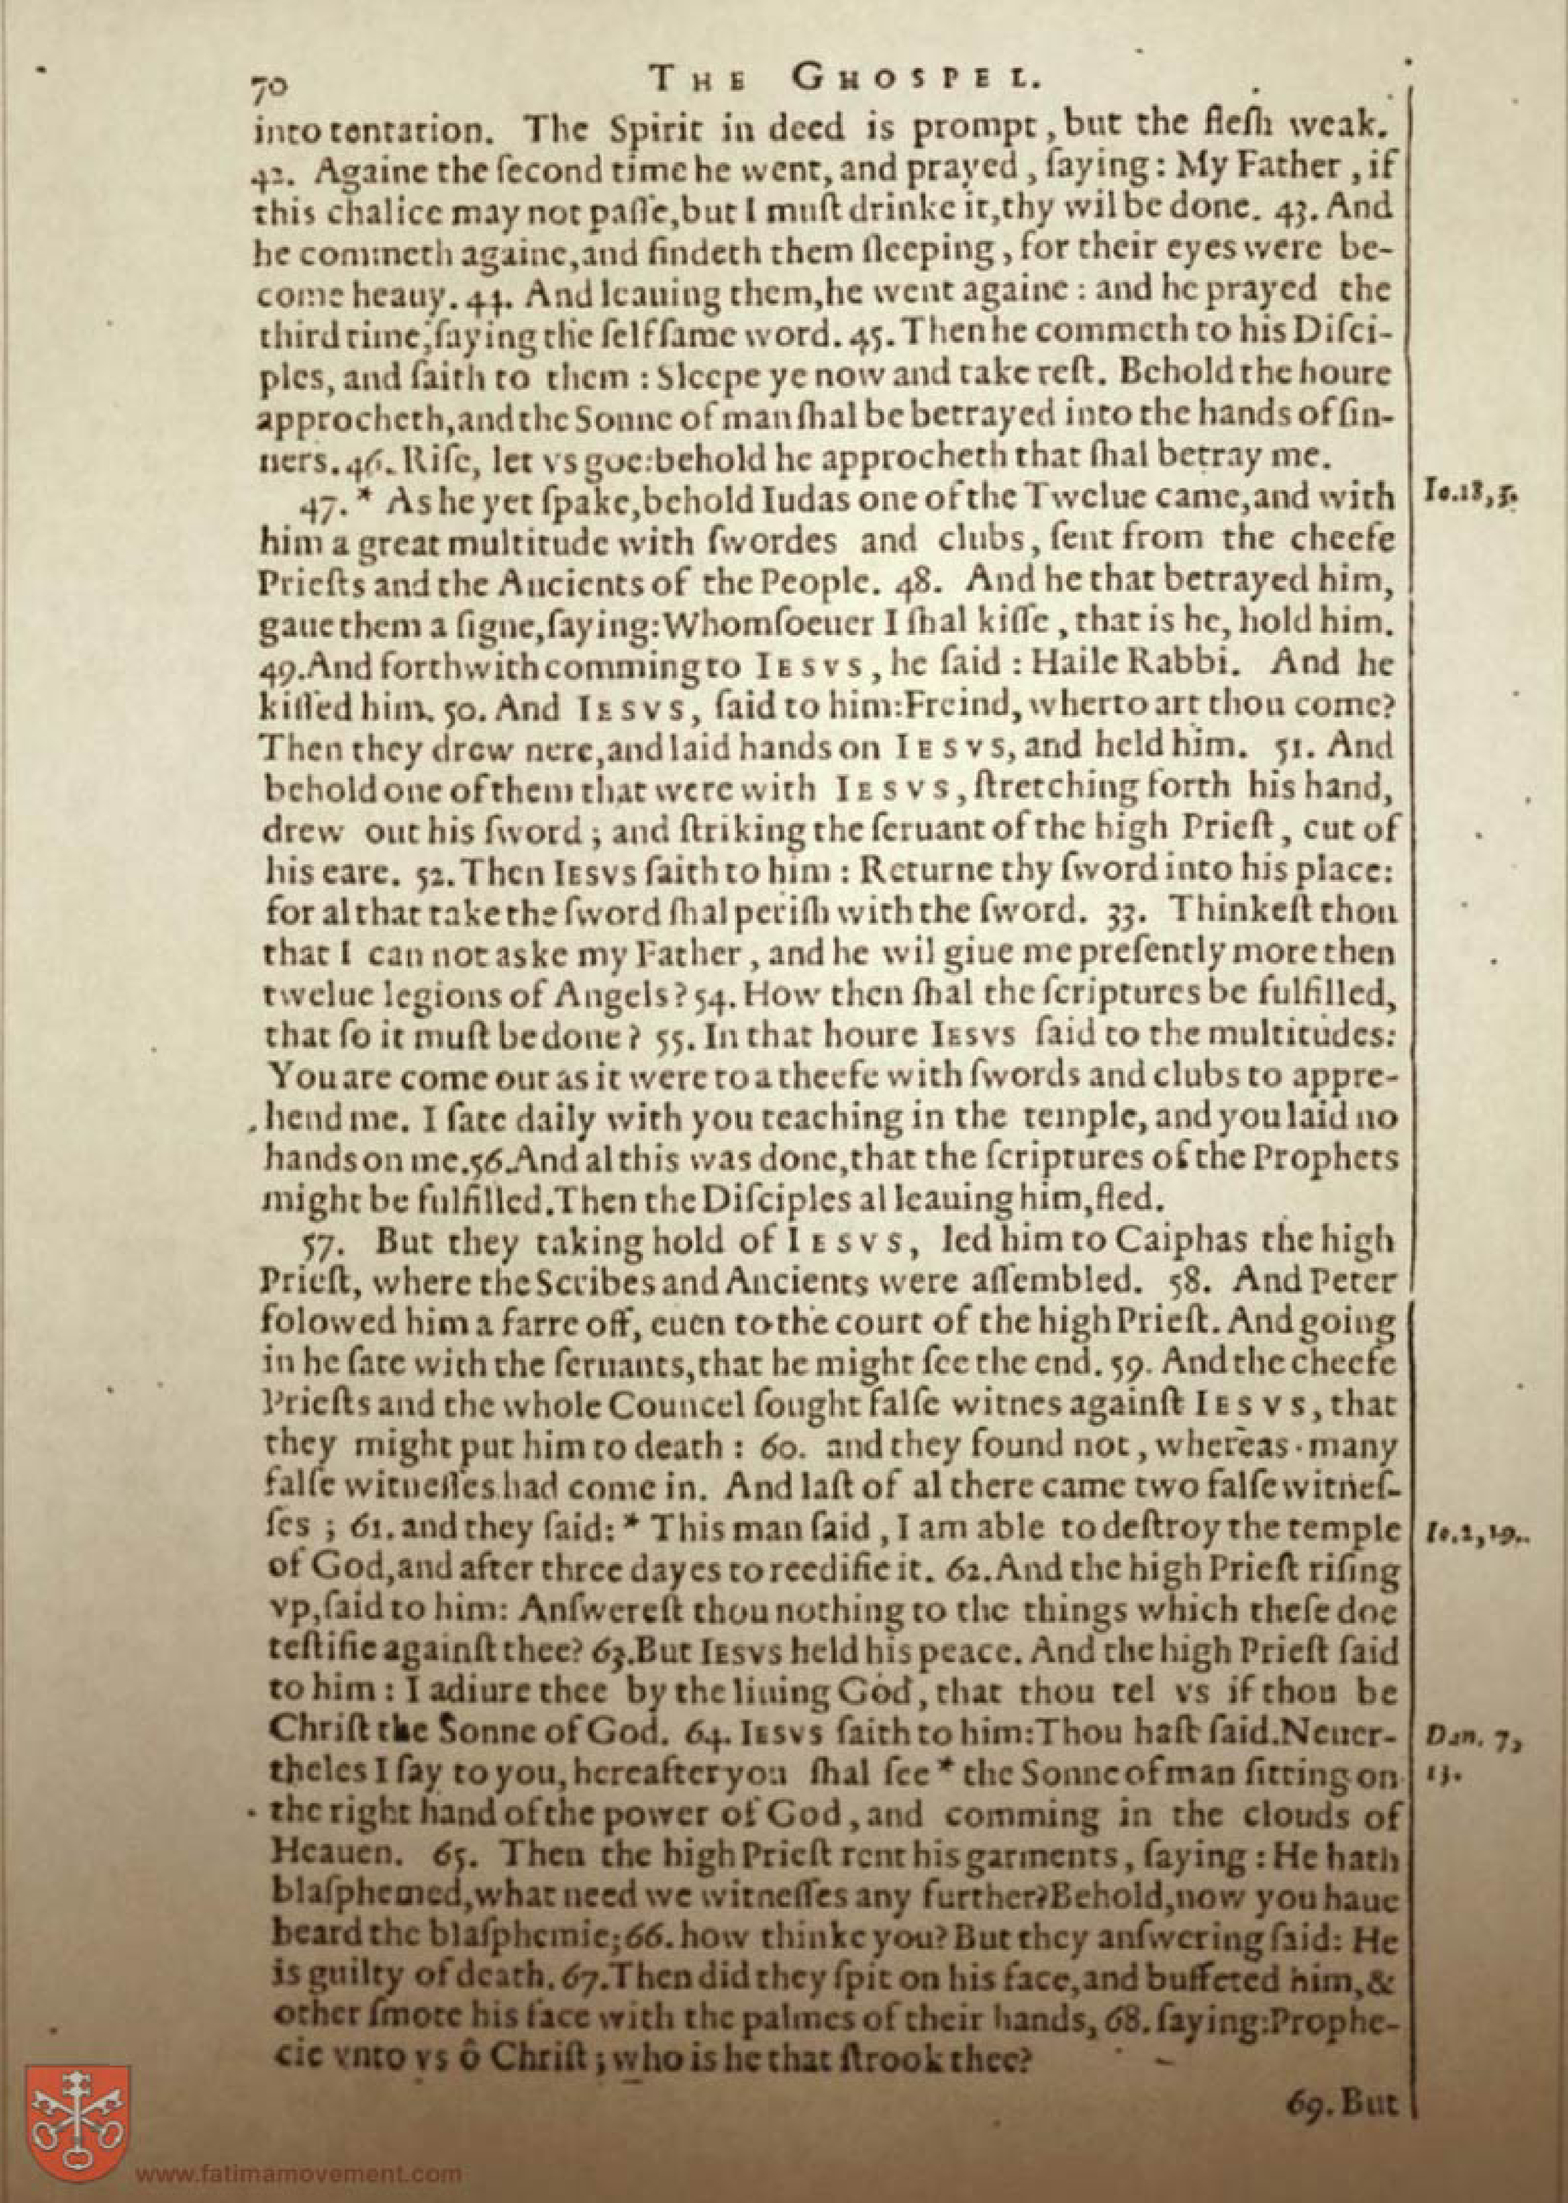 70 THE GHOSPEL.
into tentation. The Spirit in deed is prompt, but the fleſh weak.
42. Againe the ſecond time he went, and prayed, ſaying: My Father, if
this chalice may not paſſe, but I muſt drinke it, thy wil be done. 43. And
he commeth againe, and findeth them ſleeping, for their eyes were be-
come heauy. 44. And leauing them, he went againe: and he prayed the
third time, ſaying the ſelf ſame word. 45. Then he commeth to his Diſci-
ples, and ſaith to them: Sleepe ye now and take reſt. Behold the houre
approcheth, and the Sonne of man ſhal be betrayed into the hands of ſin-
ners. 46. Riſe, let vs goe: behold he approcheth that ſhal betray me.
47. * As he yet ſpake, behold Iudas one of the Twelue came, and with Io.18,3.
him a great multitude with ſwordes and clubs, ſent from the cheefe
Prieſts and the Ancients of the People. 48. And he that betrayed him,
gaue them a ſigne, ſaying: Whomſoeuer I ſhal kiſſe, that is he, hold him.
49. And forthwith comming to IESVS, he ſaid: Haile Rabbi. And he
kiſſed him. 50. And IESVS, ſaid to him: Freind, wherto art thou come?
Then they drew nere, and laid hands on IESVS, and held him. 51. And
behold one of them that were with IESVS, ſtretching forth his hand,
drew out his ſword; and ſtriking the ſeruant of the high Prieſt, cut of
his eare. 52. Then IESVS ſaith to him: Returne thy ſword into his place:
for al that take the ſword ſhal periſh with the ſword. 33. Thinkeſt thou
that I can not aske my Father, and he wil giue me preſently more then
twelue legions of Angels? 54. How then ſhal the ſcriptures be fulfilled,
that ſo it muſt be done? 55. In that houre IESVS ſaid to the multitudes:
You are come out as it were to a theefe with ſwords and clubs to appre-
hend me. I ſate daily with you teaching in the temple, and you laid no
hands on me. 56. And al this was done, that the ſcriptures of the Prophets
might be fulfilled. Then the Diſciples al leauing him, fled.
57. But they taking hold of IESVS, led him to Caiphas the high
Prieſt, where the Scribes and Ancients were aſſembled. 58. And Peter
folowed him a farre off, euen to the court of the high Prieſt. And going
in he ſate with the ſeruants, that he might ſee the end. 59. And the cheefe
Prieſts and the whole Councel ſought falſe witnes againſt IESVS, that
they might put him to death: 60. and they found not, whereas many
falſe witneſſes had come in. And laſt of al there came two falſe witneſ-
ſes; 61. and they ſaid: * This man ſaid, I am able to deſtroy the temple Io.2,19.
of God, and after three dayes to reedifie it. 62. And the high Prieſt riſing
vp, ſaid to him: Anſwereſt thou nothing to the things which theſe doe
teſtifie againſt thee? 63. But IESVS held his peace. And the high Prieſt ſaid
to him: I adiure thee by the liuing God, that thou tel vs if thou be
Chriſt the Sonne of God. 64. IESVS ſaith to him: Thou haſt ſaid. Neuer- Dan. 7,
theles I ſay to you, hereafter you ſhal ſee * the Sonne of man ſitting on 13.
the right hand of the power of God, and comming in the clouds of
Heauen. 65. Then the high Prieſt rent his garments, ſaying: He hath
blaſphemed, what need we witneſſes any further? Behold, now you haue
heard the blaſphemie; 66. how thinke you? But they anſwering ſaid: He
is guilty of death. 67. Then did they ſpit on his face, and buffeted him, &
other ſmote his face with the palmes of their hands, 68. ſaying: Prophe-
cie vnto vs ô Chriſt; who is he that ſtrook thee?
69. But
www.fatimamovement.com